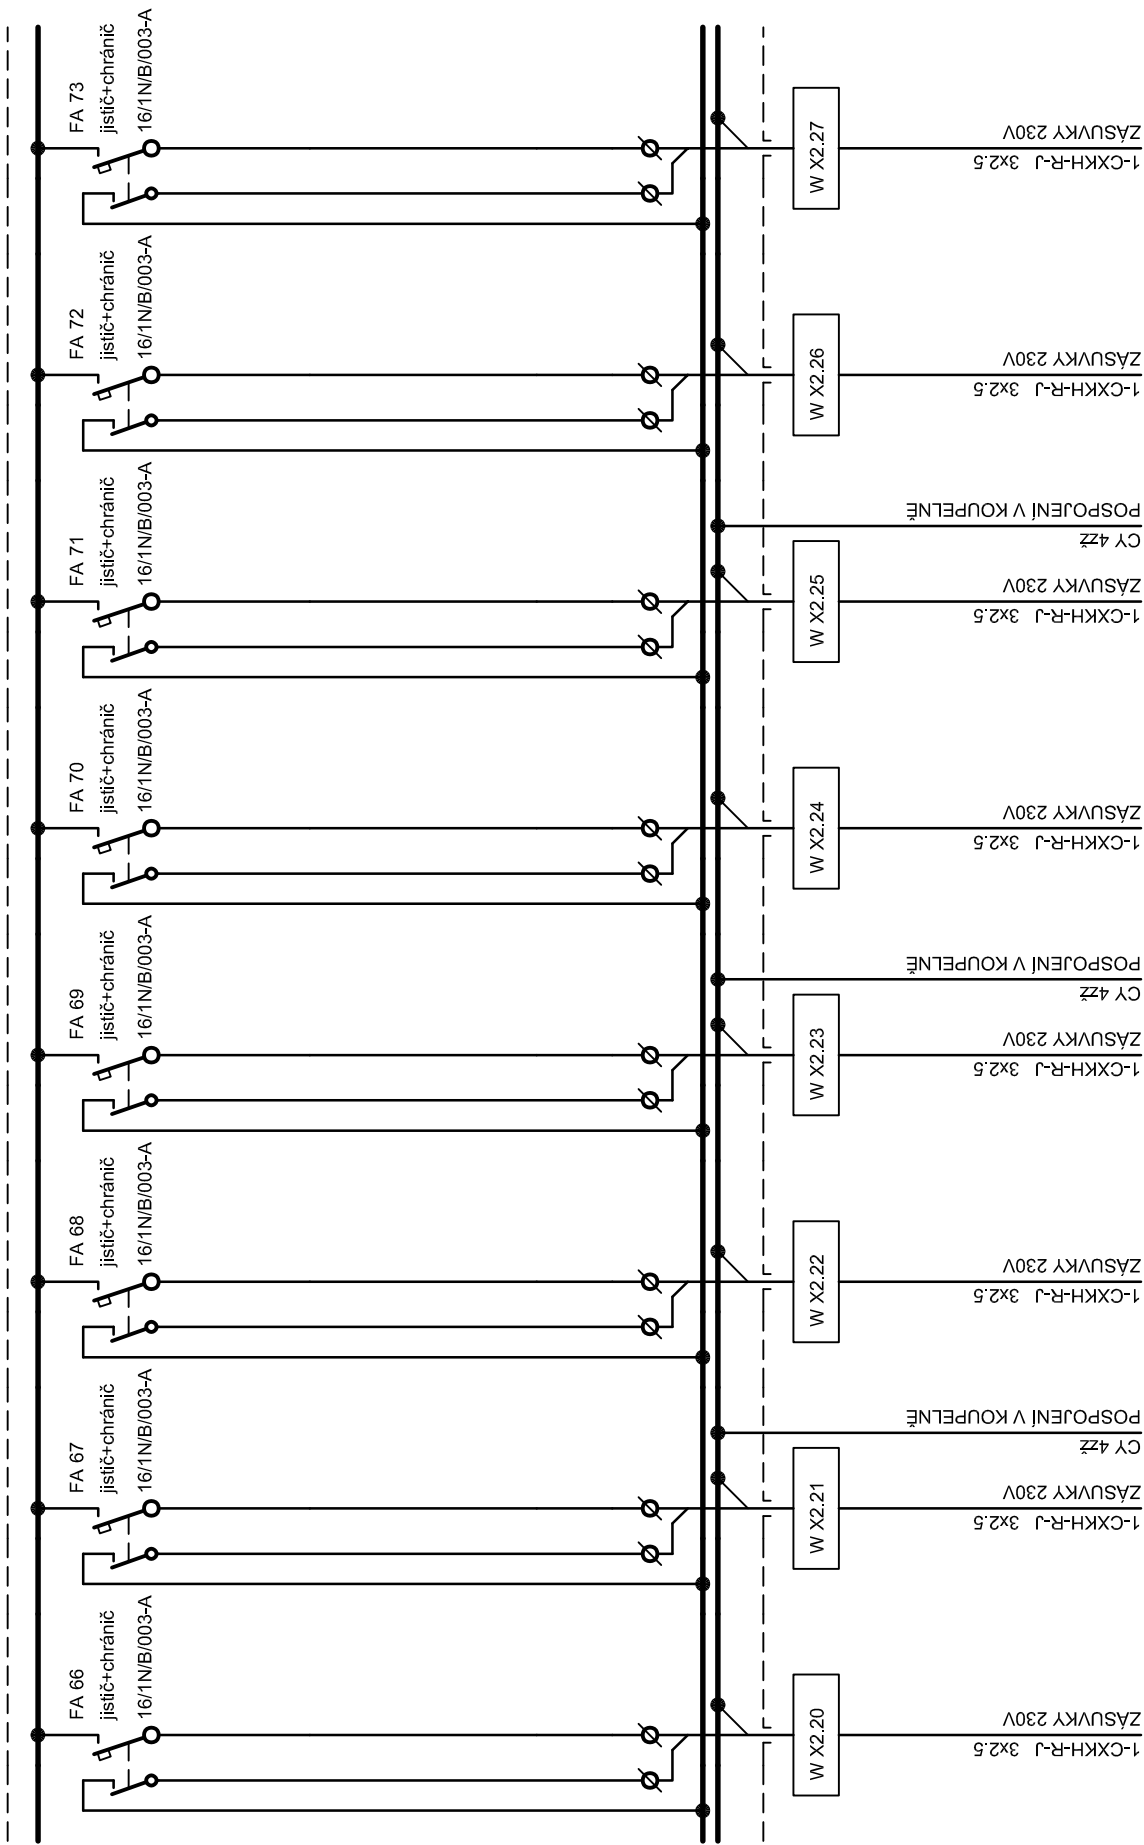 FA 66
jistič+chránič
16/1N/B/003-A
W X2.20
1-CXKH-R-J 3x2.5
ZÁSUVKY 230V
FA 67
jistič+chránič
16/1N/B/003-A
W X2.21
1-CXKH-R-J 3x2.5
ZÁSUVKY 230V
CY 4zž
POSPOJENÍ V KOUPELNĚ
FA 68
jistič+chránič
16/1N/B/003-A
W X2.22
1-CXKH-R-J 3x2.5
ZÁSUVKY 230V
FA 69
jistič+chránič
16/1N/B/003-A
W X2.23
1-CXKH-R-J 3x2.5
ZÁSUVKY 230V
CY 4zž
POSPOJENÍ V KOUPELNĚ
FA 70
jistič+chránič
16/1N/B/003-A
W X2.24
1-CXKH-R-J 3x2.5
ZÁSUVKY 230V
FA 71
jistič+chránič
16/1N/B/003-A
W X2.25
1-CXKH-R-J 3x2.5
ZÁSUVKY 230V
CY 4zž
POSPOJENÍ V KOUPELNĚ
FA 72
jistič+chránič
16/1N/B/003-A
W X2.26
1-CXKH-R-J 3x2.5
ZÁSUVKY 230V
FA 73
jistič+chránič
16/1N/B/003-A
W X2.27
1-CXKH-R-J 3x2.5
ZÁSUVKY 230V